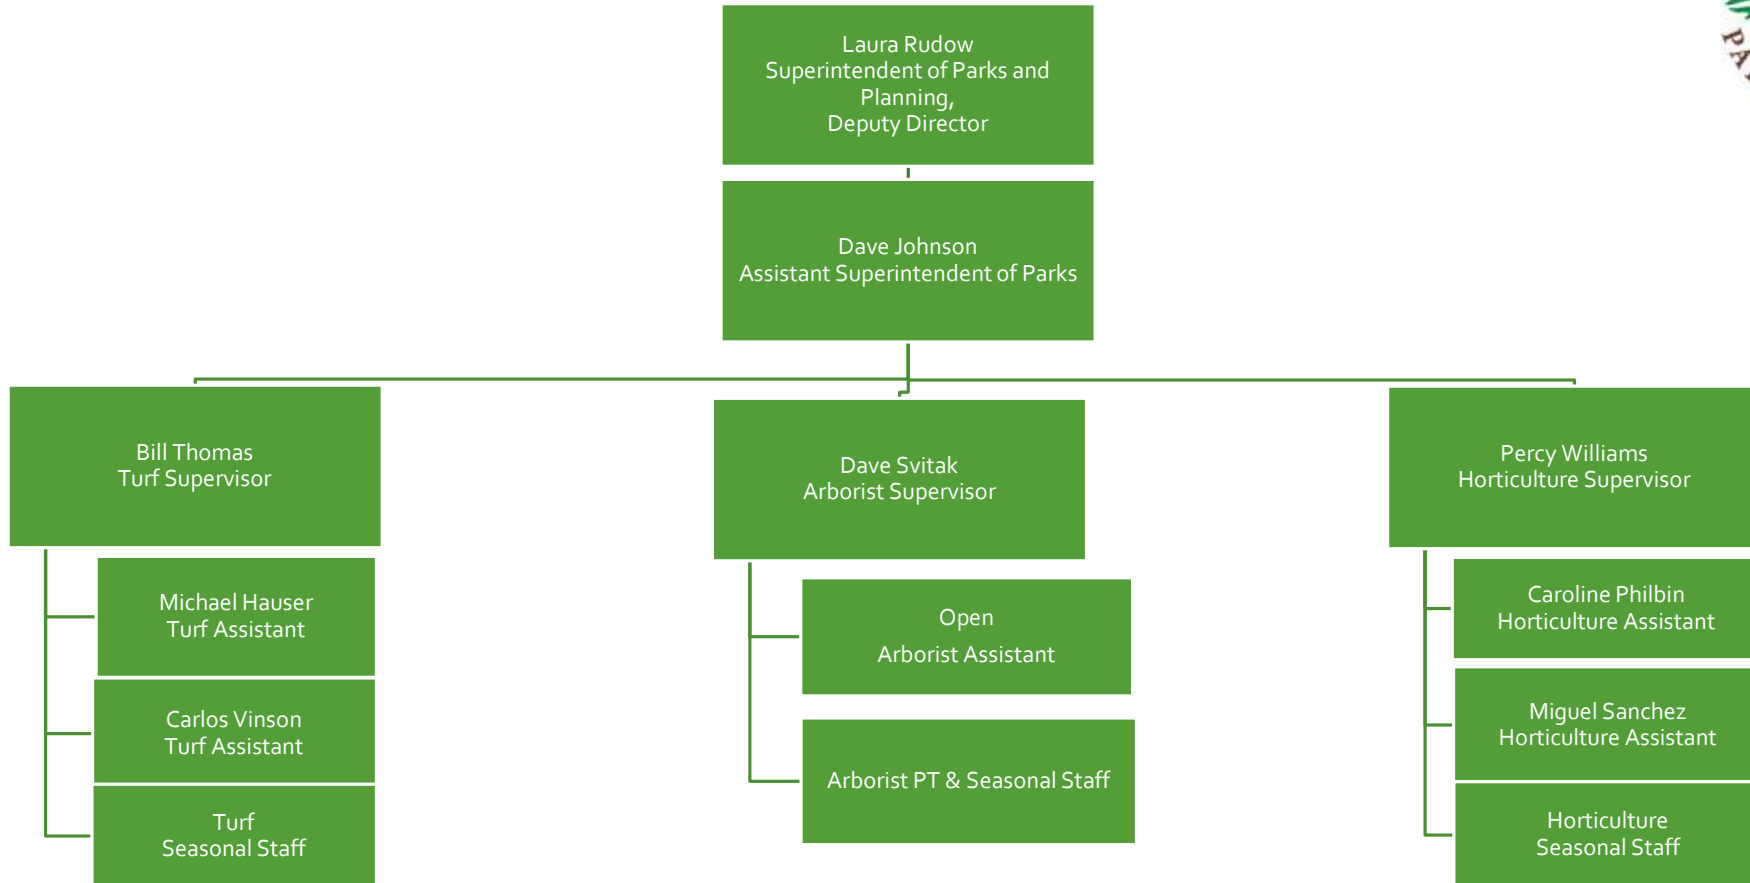 Laura Rudow
Superintendent of Parks and
Planning,
Deputy Director
Dave Johnson
Assistant Superintendent of Parks
Bill Thomas
Turf Supervisor
Dave Svitak
Arborist Supervisor
Percy Williams
Horticulture Supervisor
Michael Hauser
Turf Assistant
Carlos Vinson
Turf Assistant
Turf
Seasonal Staff
Open
Arborist Assistant
Arborist PT & Seasonal Staff
Caroline Philbin
Horticulture Assistant
Miguel Sanchez
Horticulture Assistant
Horticulture
Seasonal Staff